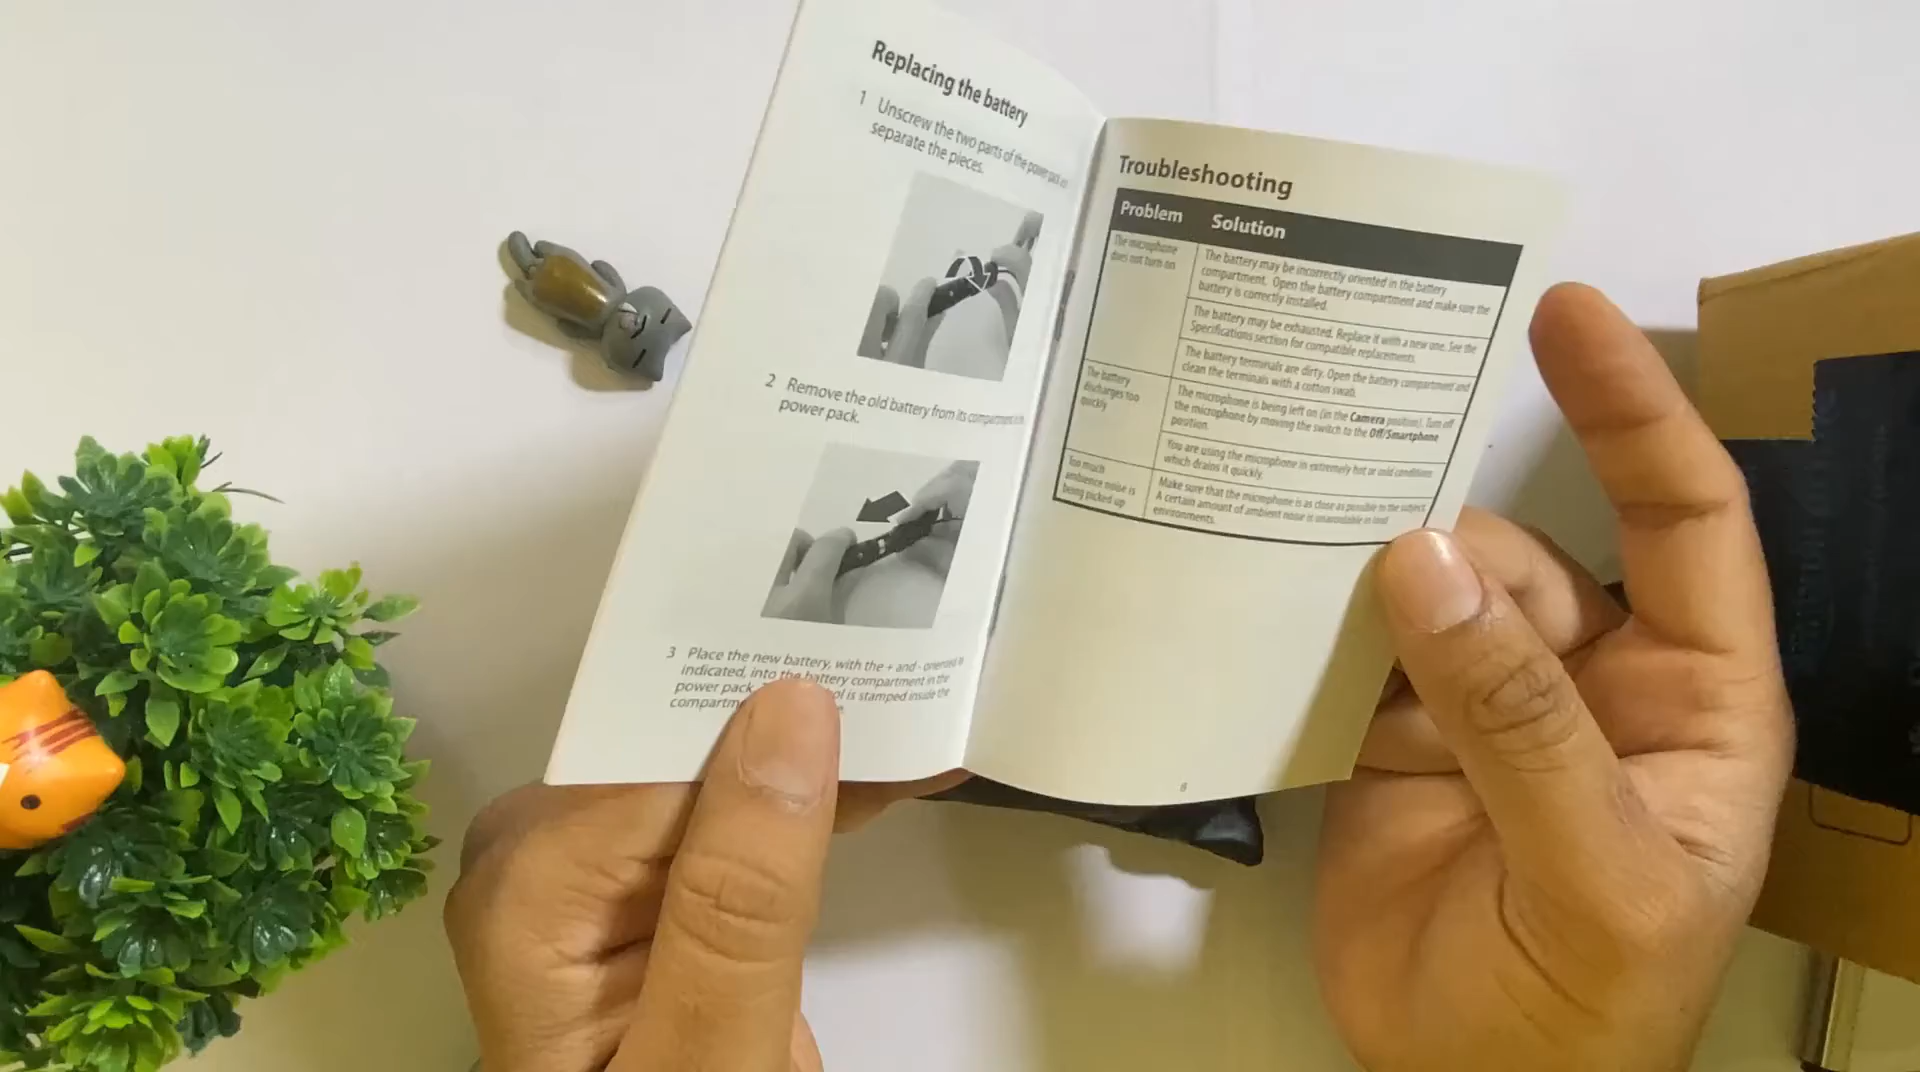 Replacing the battery
1 Unscrew the two parts of the power pack
separate the pieces.
2 Remove the old battery from its compartment
power pack.
3 Place the new battery, with the + and -
indicated, into the battery compartment in the
power pack. is stamped inside the
Troubleshooting
Problem Solution
The microphone
does not turn on
The battery may be incorrectly oriented in the battery
compartment. Open the battery compartment and make sure the
battery is correctly installed.
The battery may be exhausted. Replace it with a new one. See the
Specifications section for compatible replacements.
The battery terminals are dirty. Open the battery compartment and
clean the terminals with a cotton swab.
The battery
discharges too
quickly
The microphone is being left on (in the Camera position). Turn off
the microphone by moving the switch to the Off/Smartphone
position.
You are using the microphone in extremely hot or cold conditions
which drains it quickly.
Too much
ambience noise is
being picked up
Make sure that the microphone is as close as possible to the subject.
A certain amount of ambient noise is unavoidable in loud
environments.
8